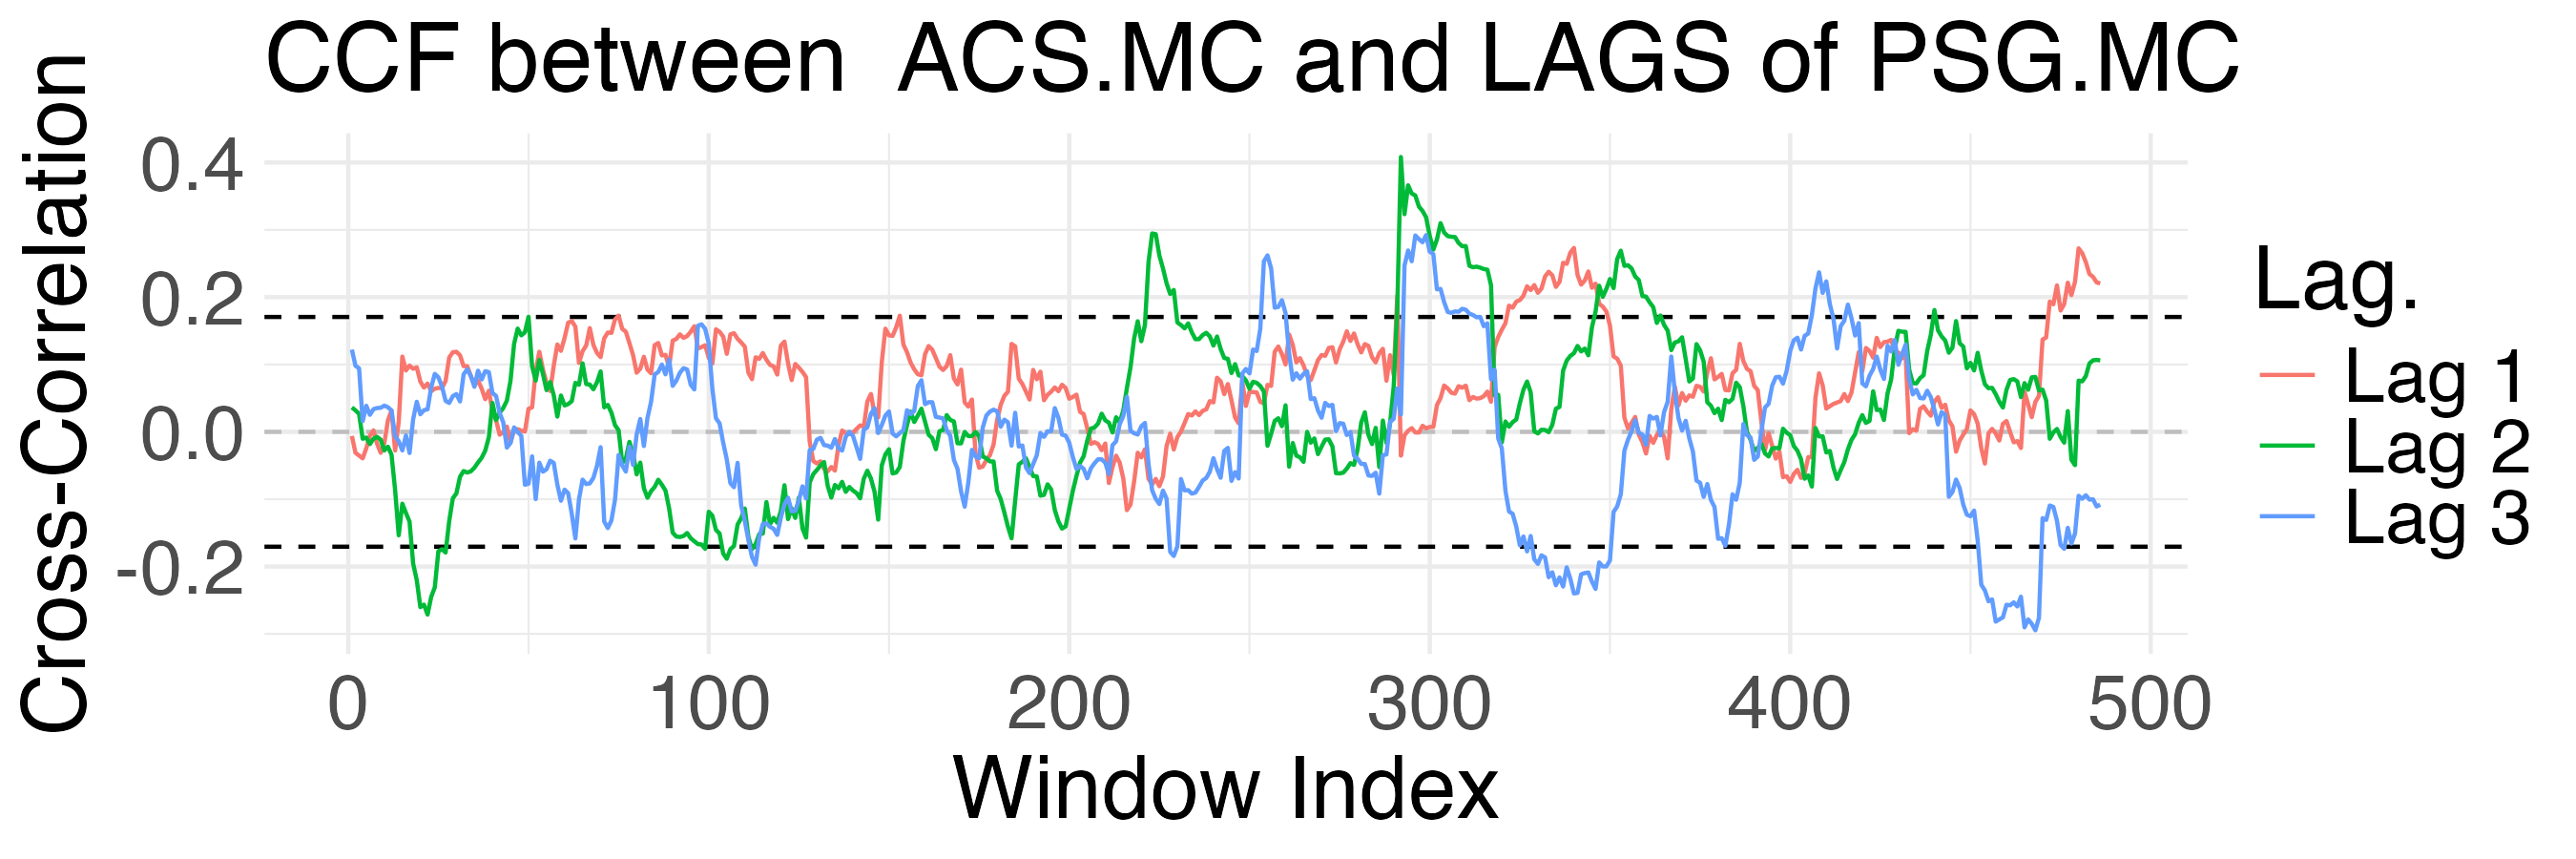 CCF between  ACS.MC and LAGS of PSG.MC
Cross-Correlation
0.4
0.2
0.0
-0.2
0 100 200 300 400 500
Window Index
Lag.
Lag 1
Lag 2
Lag 3